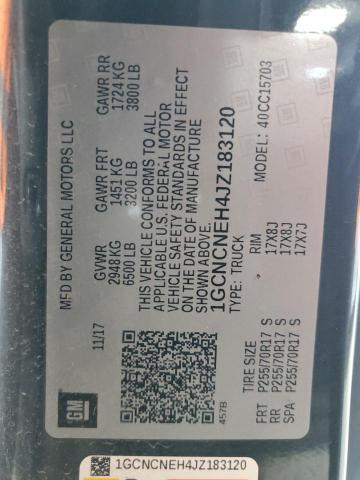 MFD BY GENERAL MOTORS LLC
11/17
GVWR GAWR FRT GAWR RR
2948 KG 1451 KG 1724 KG
6500 LB 3200 LB 3800 LB
THIS VEHICLE CONFORMS TO ALL
APPLICABLE U.S. FEDERAL MOTOR
VEHICLE SAFETY STANDARDS IN EFFECT
ON THE DATE OF MANUFACTURE
SHOWN ABOVE.
1GCNCNEH4JZ183120
TYPE: TRUCK MODEL: 40CC15703
GM
457B
TIRE SIZE RIM
FRT P255/70R17 S 17X8J
RR P255/70R17 S 17X8J
SPA P255/70R17 S 17X7J
1GCNCNEH4JZ183120